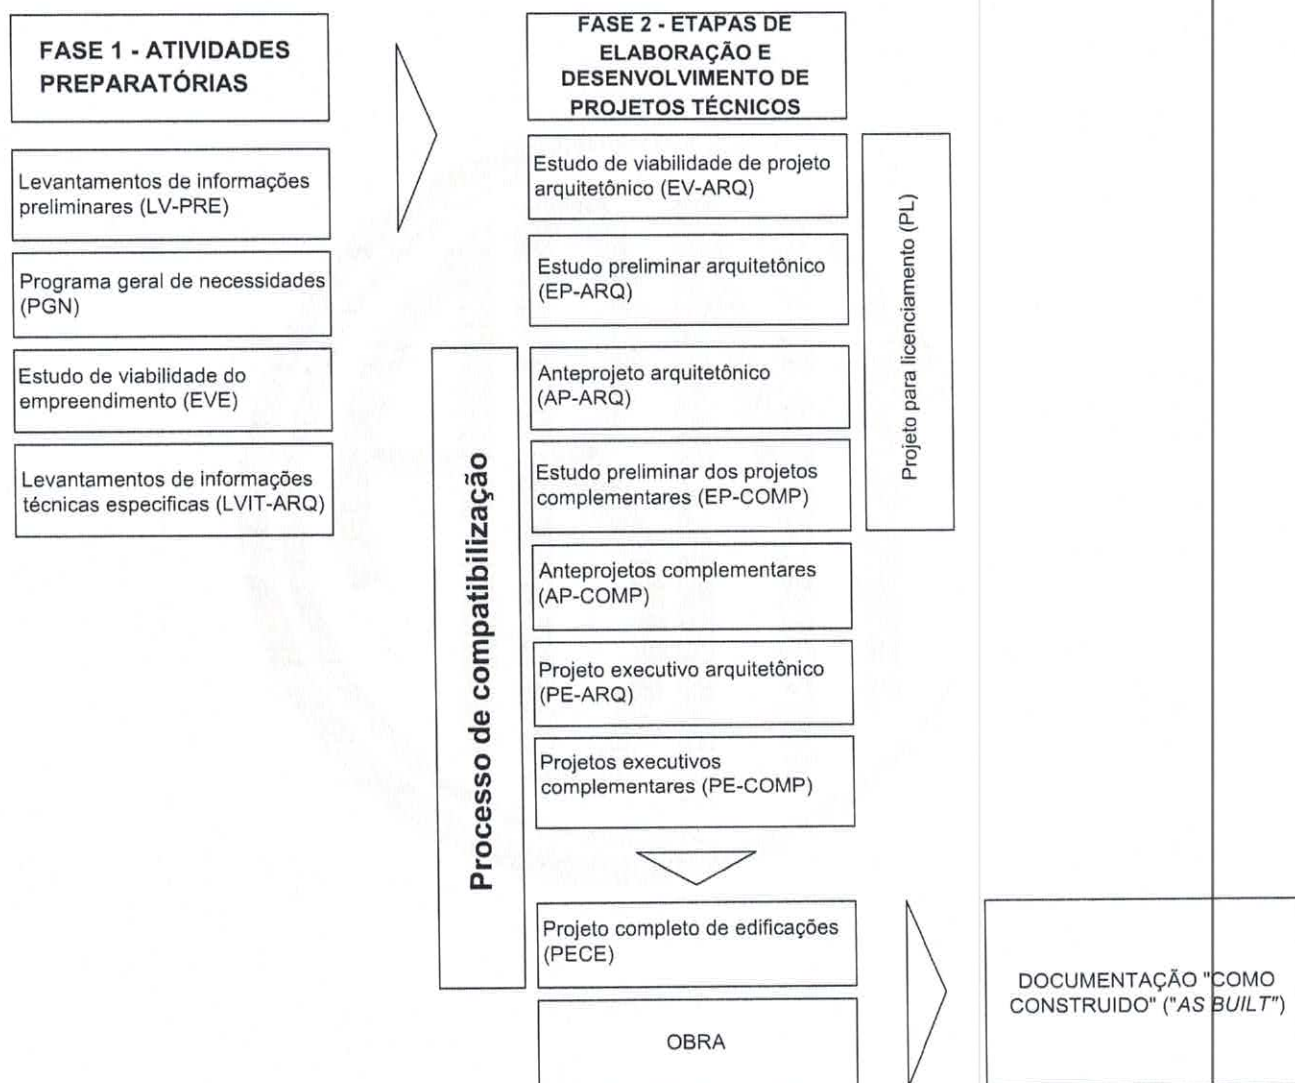 FASE 1 - ATIVIDADES
PREPARATÓRIAS
Levantamentos de informações
preliminares (LV-PRE)
Programa geral de necessidades
(PGN)
Estudo de viabilidade do
empreendimento (EVE)
Levantamentos de informações
técnicas especificas (LVIT-ARQ)
FASE 2 - ETAPAS DE
ELABORAÇÃO E
DESENVOLVIMENTO DE
PROJETOS TÉCNICOS
Estudo de viabilidade de projeto
arquitetônico (EV-ARQ)
Estudo preliminar arquitetônico
(EP-ARQ)
Anteprojeto arquitetônico
(AP-ARQ)
Estudo preliminar dos projetos
complementares (EP-COMP)
Anteprojetos complementares
(AP-COMP)
Projeto executivo arquitetônico
(PE-ARQ)
Projetos executivos
complementares (PE-COMP)
Projeto completo de edificações
(PECE)
OBRA
Processo de compatibilização
Projeto para licenciamento (PL)
DOCUMENTAÇÃO "COMO
CONSTRUIDO" ("AS BUILT")